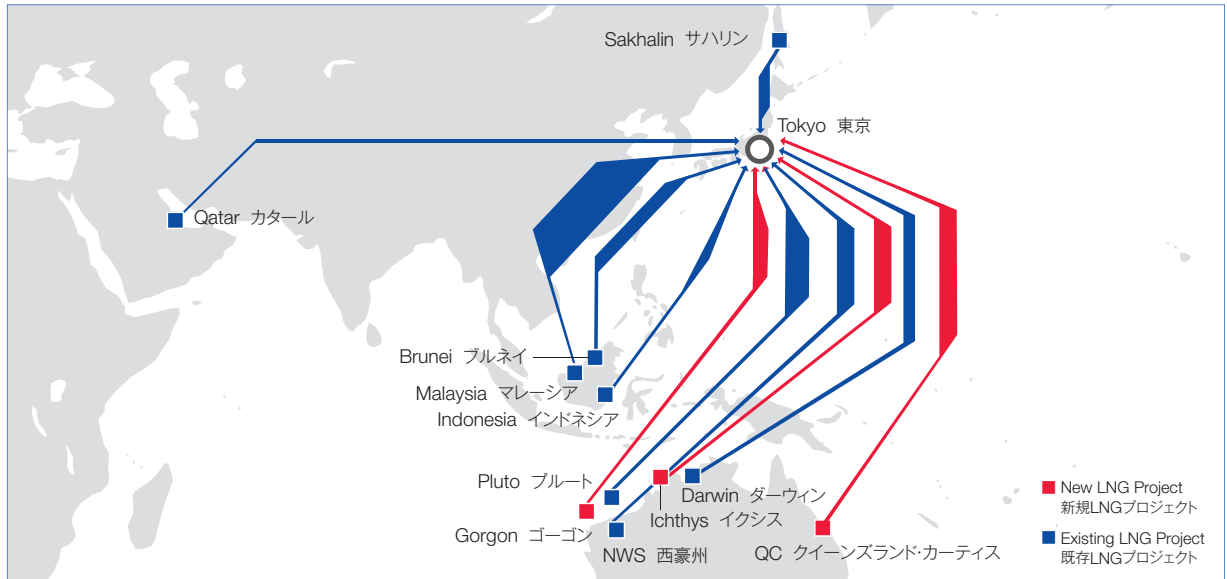 Sakhalin サハリン
Tokyo 東京
Qatar カタール
Brunei ブルネイ
Malaysia マレーシア
Indonesia インドネシア
Pluto プルート
Darwin ダーウィン
Ichthys イクシス
Gorgon ゴーゴン
NWS 西豪州
QC クイーンズランド・カーティス
New LNG Project
新規LNGプロジェクト
Existing LNG Project
既存LNGプロジェクト